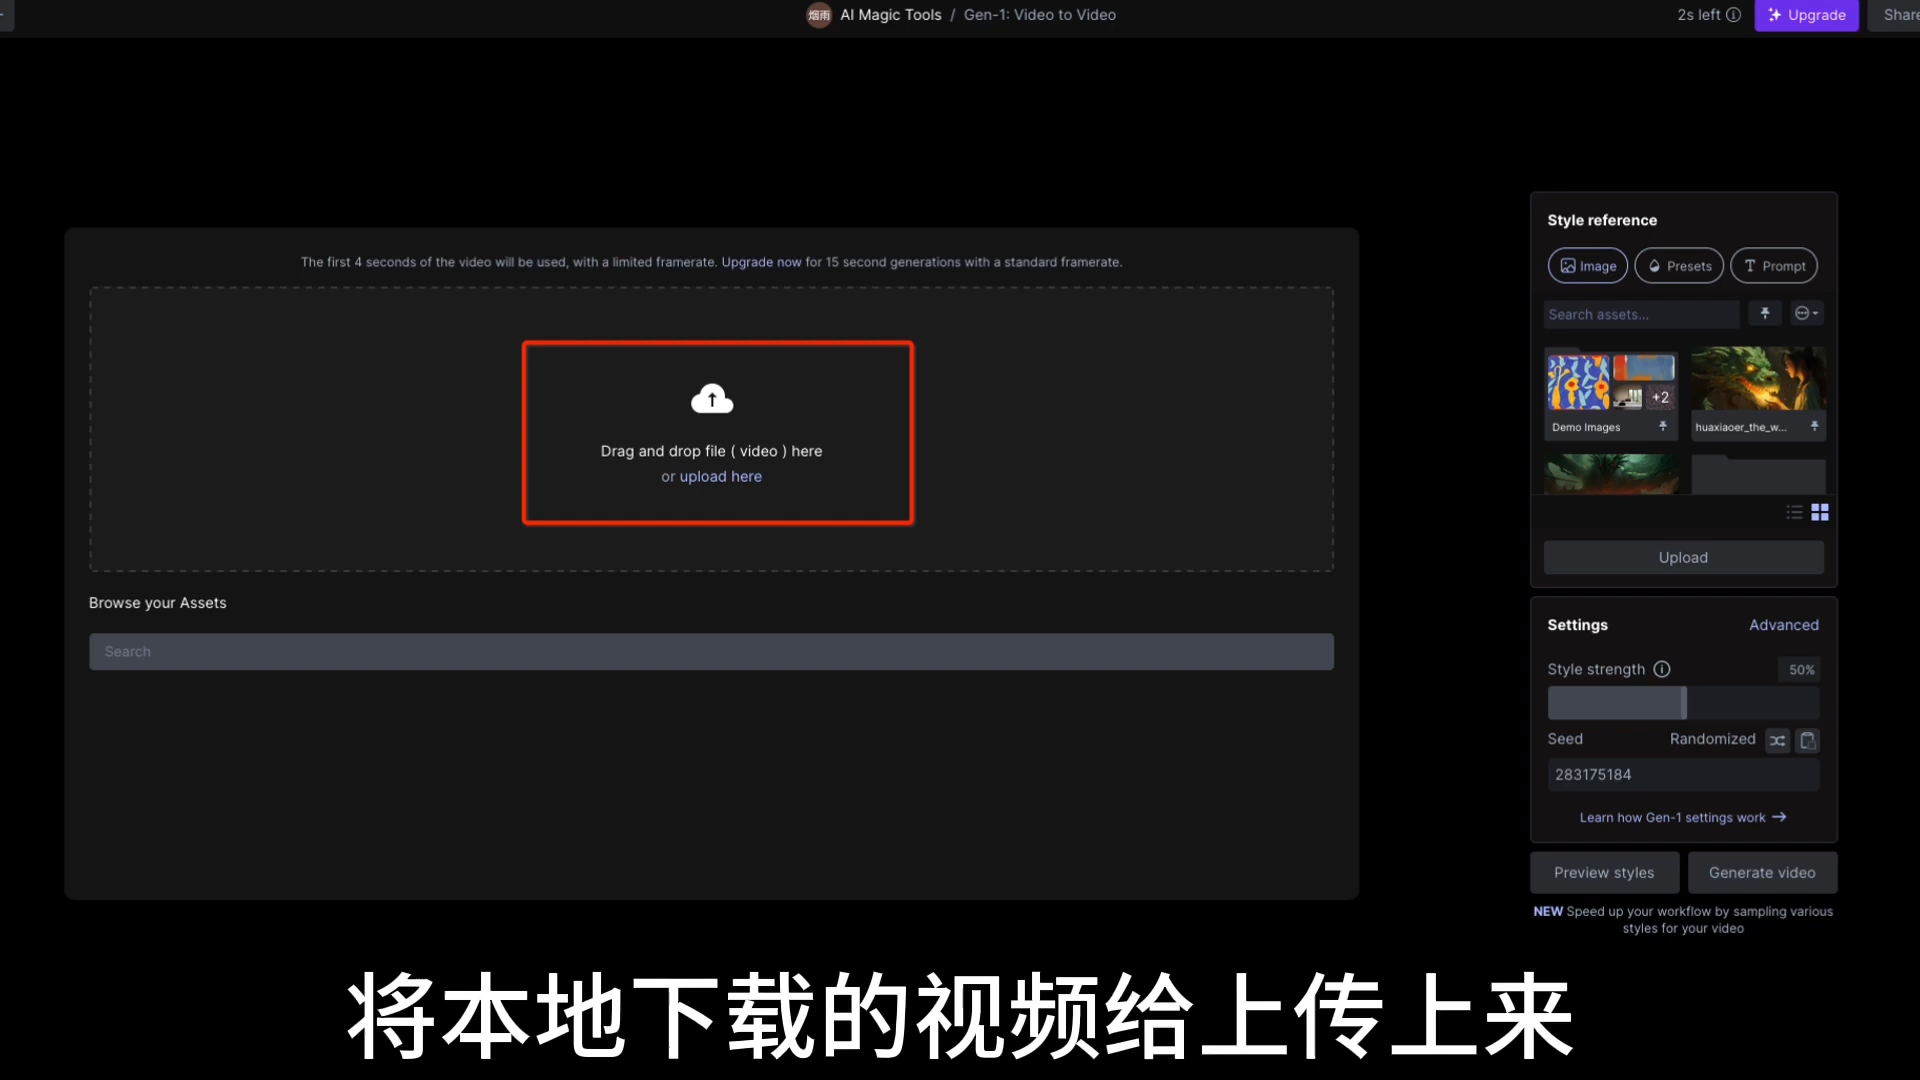 烟雨 AI Magic Tools / Gen-1: Video to Video
2s left
Upgrade
Share
The first 4 seconds of the video will be used, with a limited framerate. Upgrade now for 15 second generations with a standard framerate.
Drag and drop file ( video ) here
or upload here
Browse your Assets
Search
Style reference
Image
Presets
Prompt
Search assets...
+2
Demo Images
huaxiaoer_the_w...
Upload
Settings
Advanced
Style strength
50%
Seed
Randomized
283175184
Learn how Gen-1 settings work →
Preview styles
Generate video
NEW Speed up your workflow by sampling various
styles for your video
将本地下载的视频给上传上来